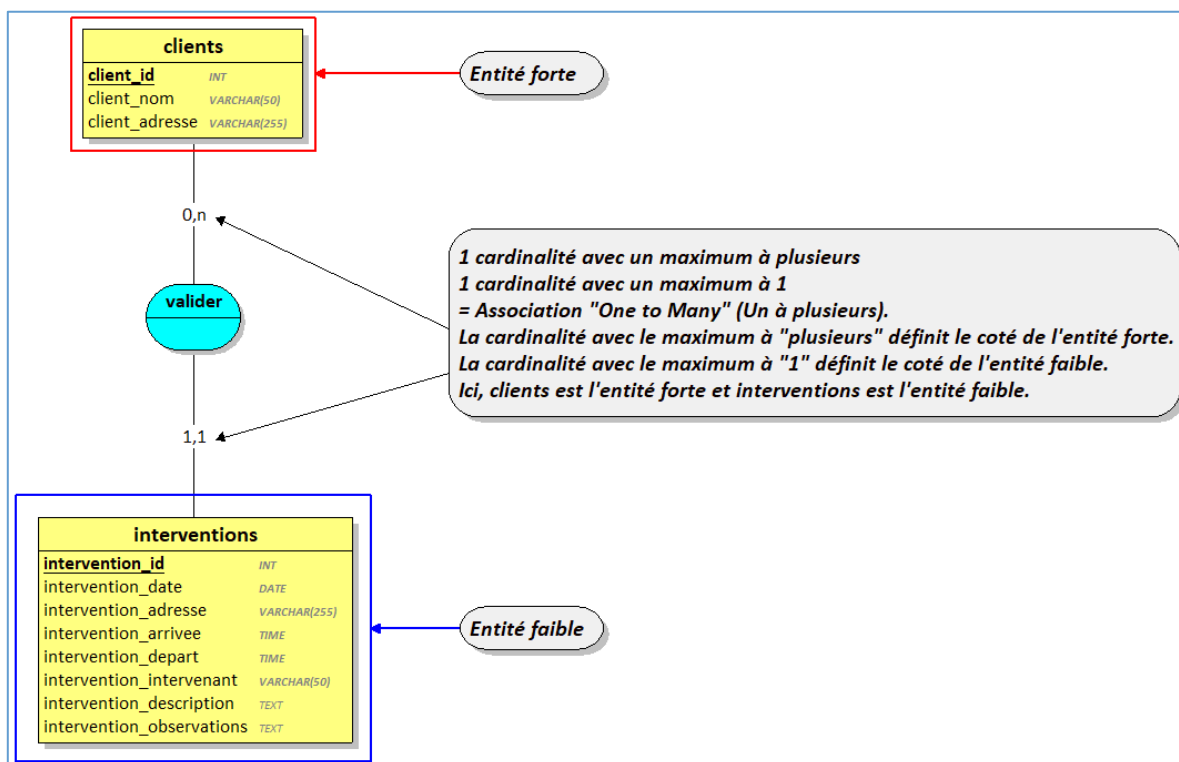 clients
client_id INT
client_nom VARCHAR(50)
client_adresse VARCHAR(255)
Entité forte
0,n
valider
1 cardinalité avec un maximum à plusieurs
1 cardinalité avec un maximum à 1
= Association "One to Many" (Un à plusieurs).
La cardinalité avec le maximum à "plusieurs" définit le coté de l'entité forte.
La cardinalité avec le maximum à "1" définit le coté de l'entité faible.
Ici, clients est l'entité forte et interventions est l'entité faible.
1,1
interventions
intervention_id INT
intervention_date DATE
intervention_adresse VARCHAR(255)
intervention_arrivee TIME
intervention_depart TIME
intervention_intervenant VARCHAR(50)
intervention_description TEXT
intervention_observations TEXT
Entité faible